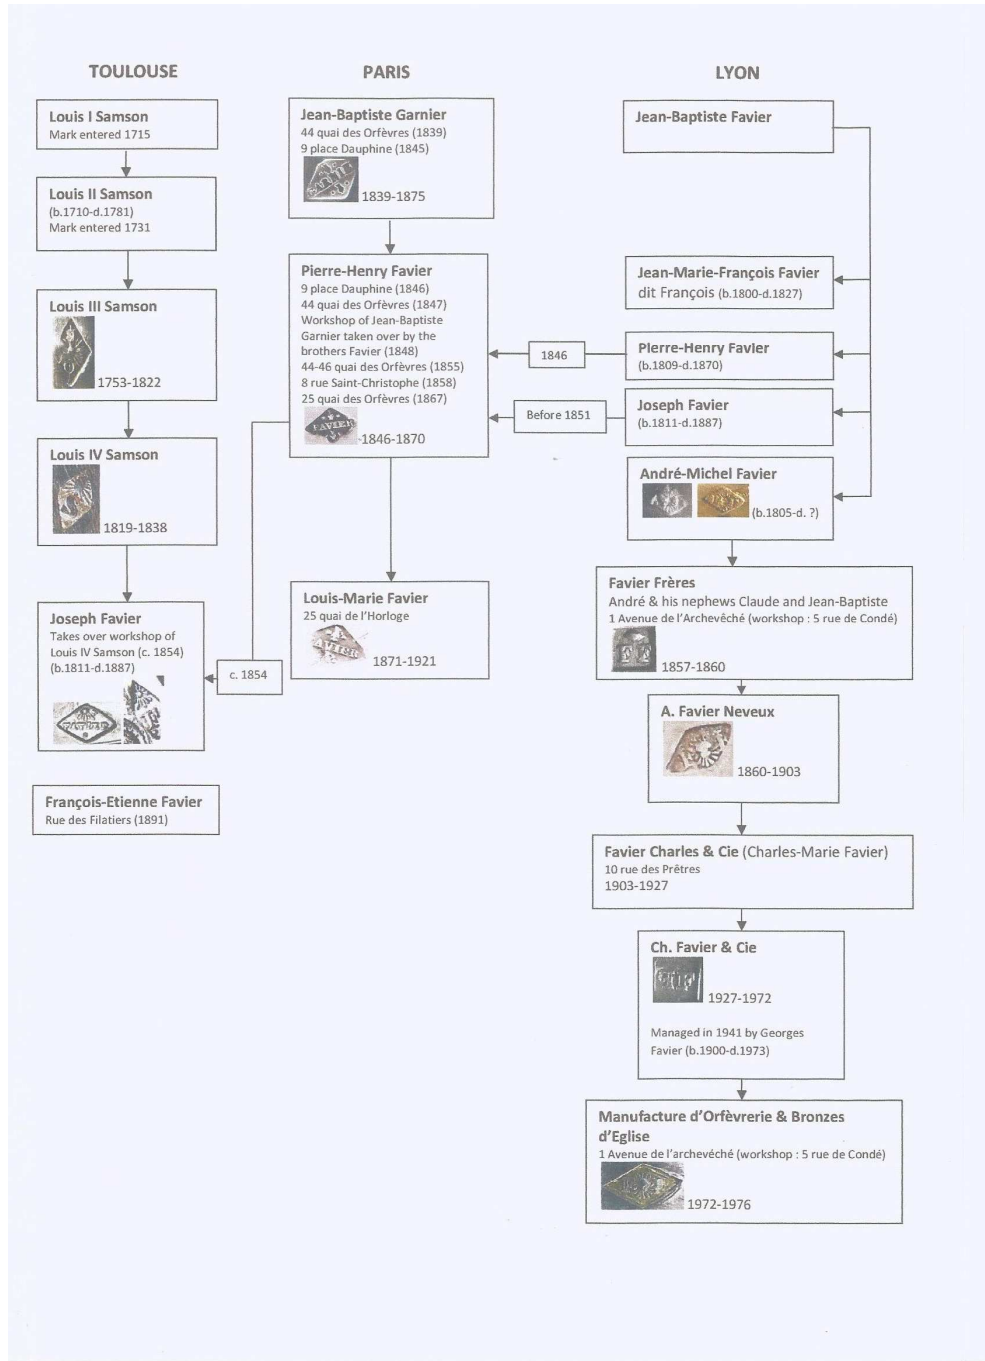 TOULOUSE
Louis I Samson
Mark entered 1715
Louis II Samson
(b.1710-d.1781)
Mark entered 1731
Louis III Samson
1753-1822
Louis IV Samson
1819-1838
Joseph Favier
Takes over workshop of
Louis IV Samson (c. 1854)
(b.1811-d.1887)
François-Etienne Favier
Rue des Filatiers (1891)
PARIS
Jean-Baptiste Garnier
44 quai des Orfèvres (1839)
9 place Dauphine (1845)
1839-1875
Pierre-Henry Favier
9 place Dauphine (1846)
44 quai des Orfèvres (1847)
Workshop of Jean-Baptiste
Garnier taken over by the
brothers Favier (1848)
44-46 quai des Orfèvres (1855)
8 rue Saint-Christophe (1858)
25 quai des Orfèvres (1867)
FAVIER
1846-1870
Louis-Marie Favier
25 quai de l'Horloge
AVIER
1871-1921
c. 1854
1846
Before 1851
LYON
Jean-Baptiste Favier
Jean-Marie-François Favier
dit François (b.1800-d.1827)
Pierre-Henry Favier
(b.1809-d.1870)
Joseph Favier
(b.1811-d.1887)
André-Michel Favier
(b.1805-d. ?)
Favier Frères
André & his nephews Claude and Jean-Baptiste
1 Avenue de l'Archevêché (workshop : 5 rue de Condé)
1857-1860
A. Favier Neveux
1860-1903
Favier Charles & Cie (Charles-Marie Favier)
10 rue des Prêtres
1903-1927
Ch. Favier & Cie
1927-1972
Managed in 1941 by Georges
Favier (b.1900-d.1973)
Manufacture d'Orfèvrerie & Bronzes
d'Eglise
1 Avenue de l'archevéché (workshop : 5 rue de Condé)
1972-1976